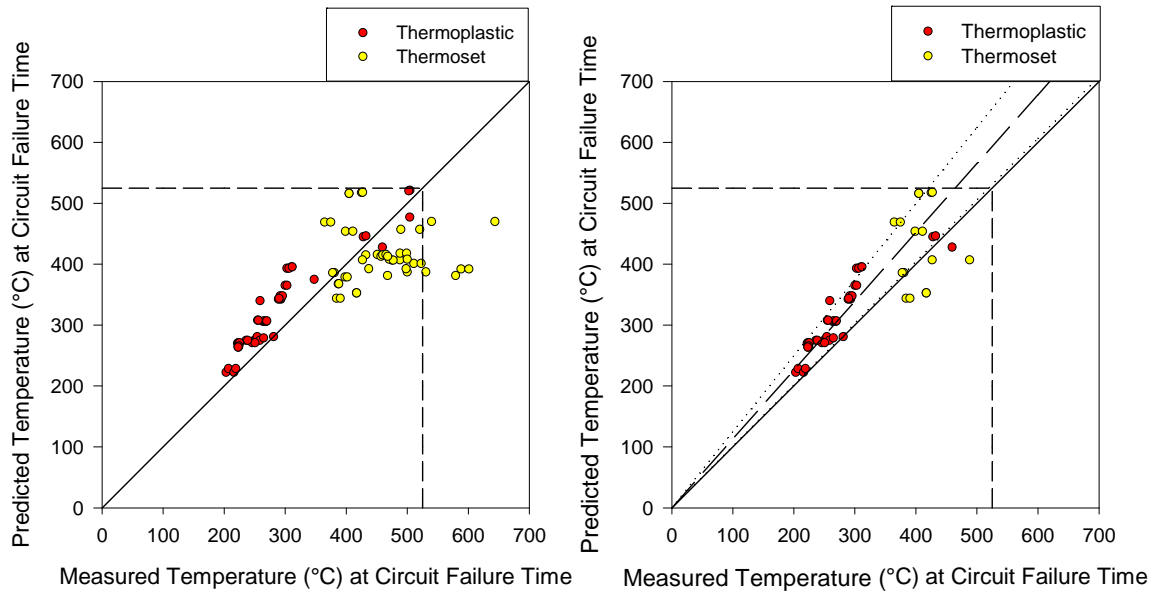 Thermoplastic
Thermoset
Predicted Temperature (°C) at Circuit Failure Time
700
600
500
400
300
200
100
0
0 100 200 300 400 500 600 700
Measured Temperature (°C) at Circuit Failure Time
Thermoplastic
Thermoset
Predicted Temperature (°C) at Circuit Failure Time
700
600
500
400
300
200
100
0
0 100 200 300 400 500 600 700
Measured Temperature (°C) at Circuit Failure Time